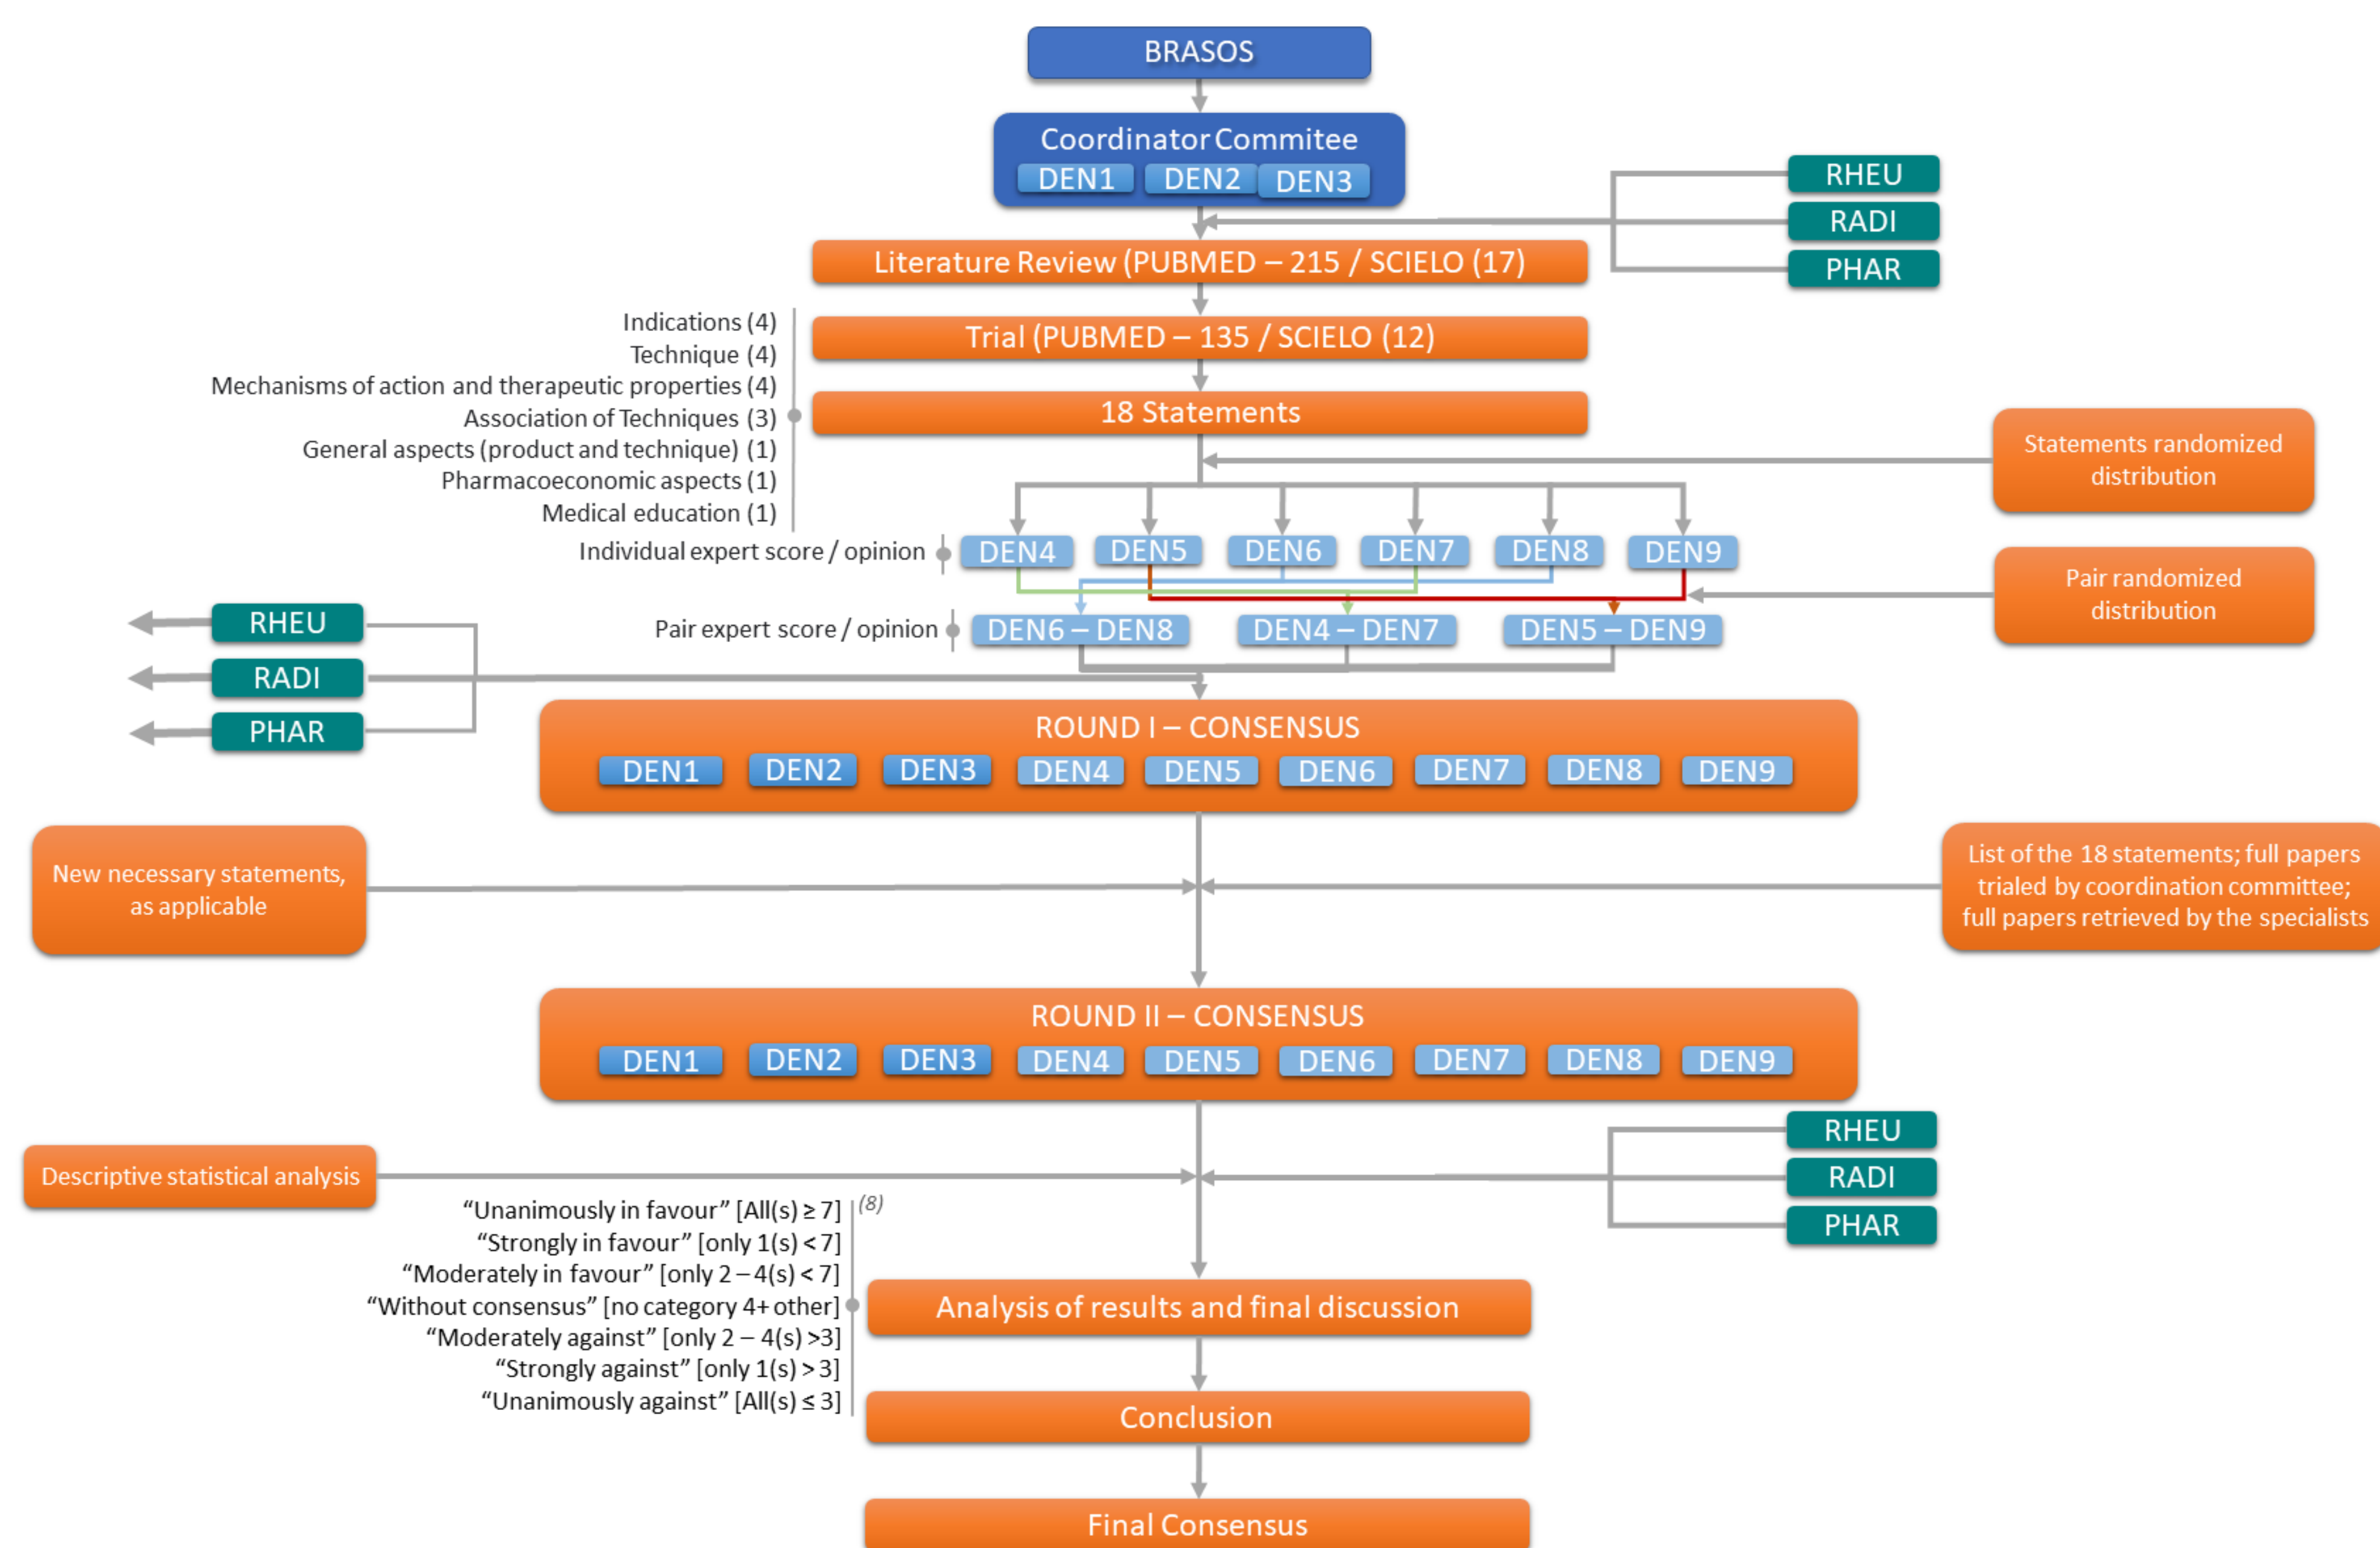 BRASOS
Coordinator Commitee
DEN1 DEN2 DEN3
RHEU
RADI
PHAR
Literature Review (PUBMED – 215 / SCIELO (17)
Trial (PUBMED – 135 / SCIELO (12)
18 Statements
Indications (4)
Technique (4)
Mechanisms of action and therapeutic properties (4)
Association of Techniques (3)
General aspects (product and technique) (1)
Pharmacoeconomic aspects (1)
Medical education (1)
Statements randomized
distribution
Individual expert score / opinion
DEN4 DEN5 DEN6 DEN7 DEN8 DEN9
Pair randomized
distribution
Pair expert score / opinion
DEN6 – DEN8 DEN4 – DEN7 DEN5 – DEN9
RHEU
RADI
PHAR
ROUND I – CONSENSUS
DEN1 DEN2 DEN3 DEN4 DEN5 DEN6 DEN7 DEN8 DEN9
New necessary statements,
as applicable
List of the 18 statements; full papers
trialed by coordination committee;
full papers retrieved by the specialists
ROUND II – CONSENSUS
DEN1 DEN2 DEN3 DEN4 DEN5 DEN6 DEN7 DEN8 DEN9
RHEU
RADI
PHAR
Descriptive statistical analysis
“Unanimously in favour” [All(s) ≥ 7] (8)
“Strongly in favour” [only 1(s) < 7]
“Moderately in favour” [only 2 – 4(s) < 7]
“Without consensus” [no category 4+ other]
“Moderately against” [only 2 – 4(s) >3]
“Strongly against” [only 1(s) > 3]
“Unanimously against” [All(s) ≤ 3]
Analysis of results and final discussion
Conclusion
Final Consensus